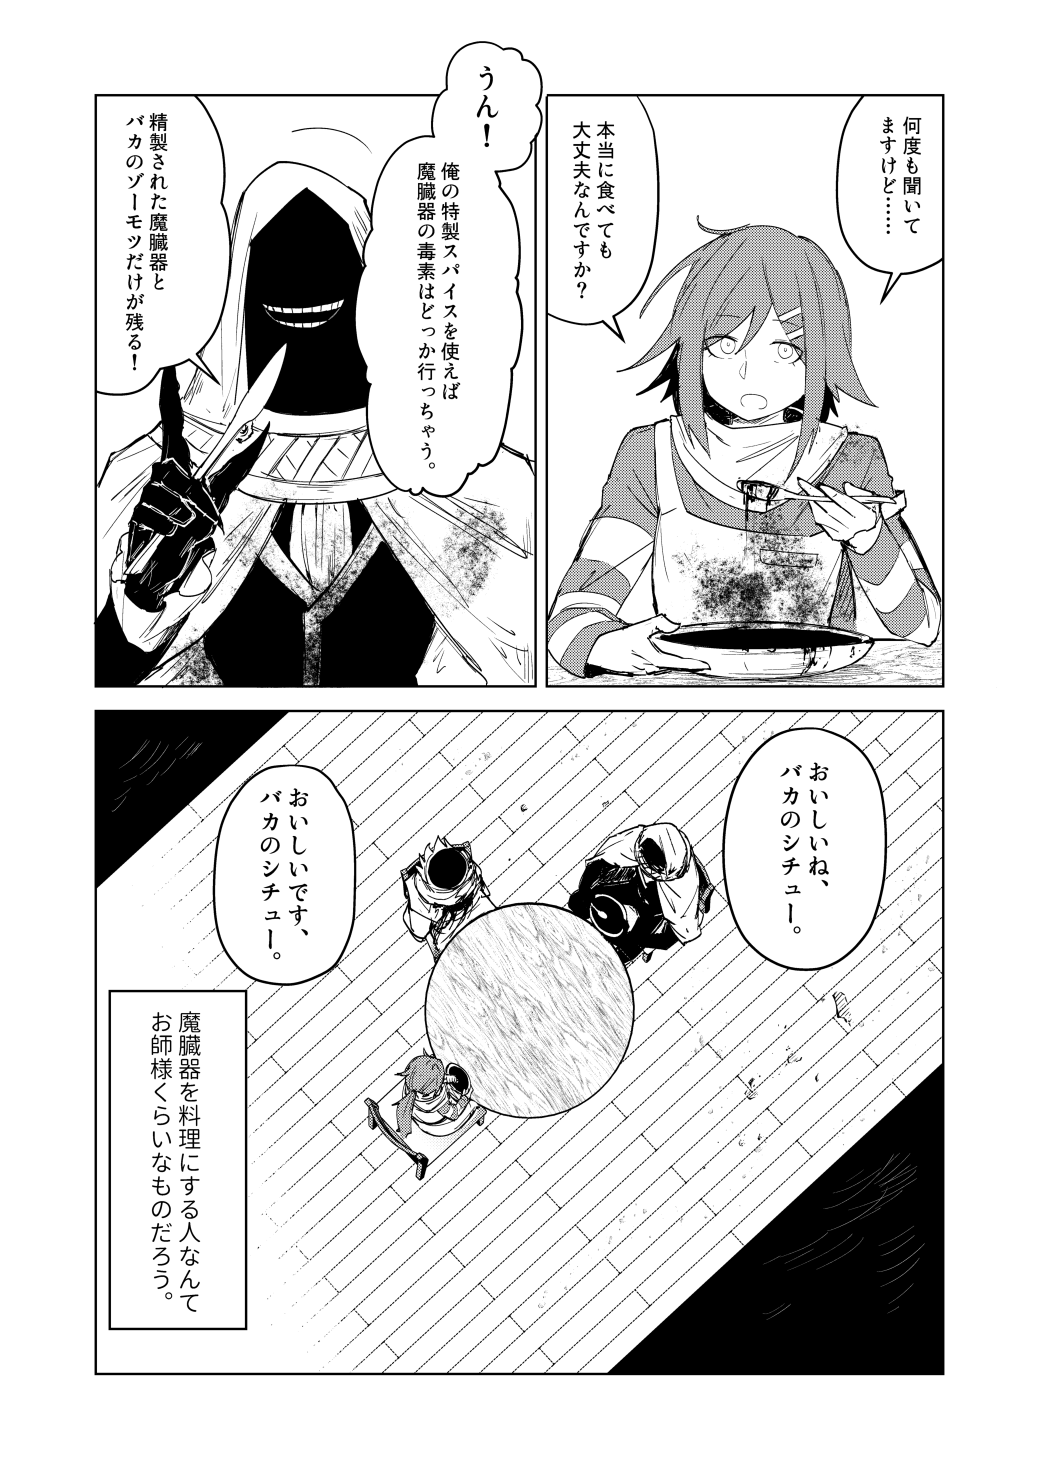 何度も聞いて
ますけど……
本当に食べても
大丈夫なんですか？
うん！
俺の特製スパイスを使えば
魔臓器の毒素はどっか行っちゃう。
精製された魔臓器と
バカのゾーモツだけが残る！
おいしいね、
バカのシチュー。
おいしいです、
バカのシチュー。
魔臓器を料理にする人なんて
お師様くらいなものだろう。